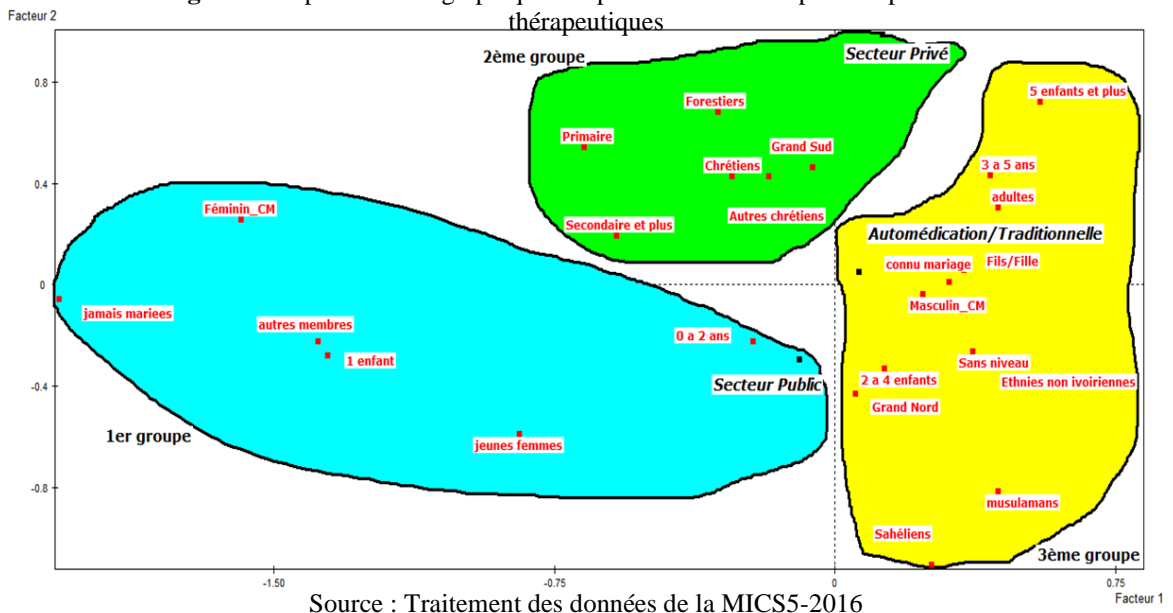 thérapeutiques
Facteur 2
2ème groupe
Secteur Privé
0.8
5 enfants et plus
Forestiers
Primaire
Grand Sud
Chrétiens
3 a 5 ans
0.4
adultes
Féminin_CM
Autres chrétiens
Secondaire et plus
Automédication/Traditionnelle
connu mariage
Fils/Fille
0
jamais mariees
Masculin_CM
autres membres
0 a 2 ans
1 enfant
Sans niveau
Secteur Public
2 a 4 enfants
Ethnies non ivoiriennes
-0.4
Grand Nord
1er groupe
jeunes femmes
-0.8
musulamans
Sahéliens
3ème groupe
-1.50
-0.75
0
0.75
Facteur 1
Source : Traitement des données de la MICS5-2016